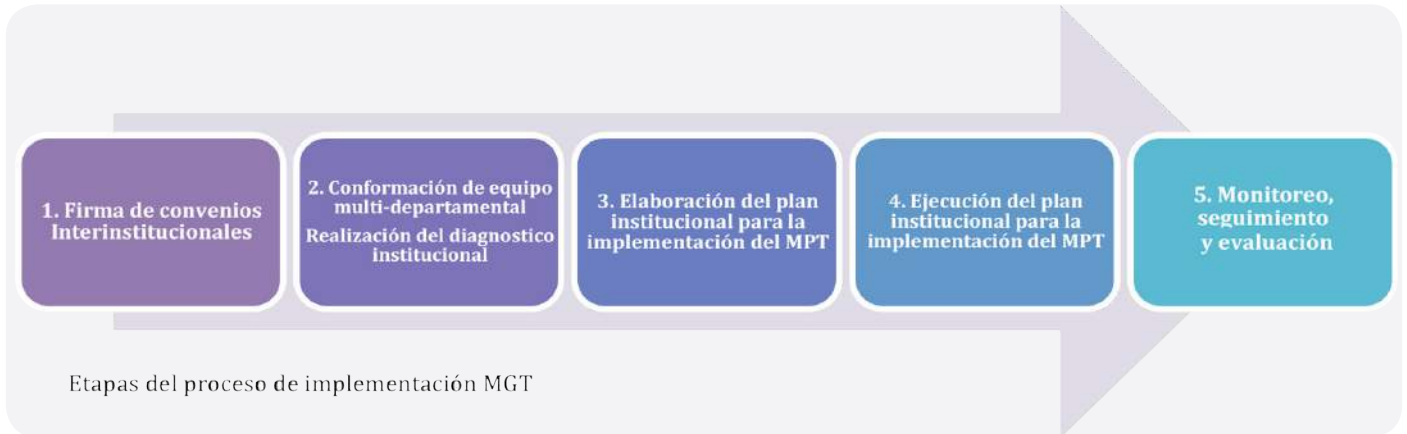 1. Firma de convenios
Interinstitucionales
2. Conformación de equipo
multi-departamental
Realización del diagnostico
institucional
3. Elaboración del plan
institucional para la
implementación del MPT
4. Ejecución del plan
institucional para la
implementación del MPT
5. Monitoreo,
seguimiento
y evaluación
Etapas del proceso de implementación MGT